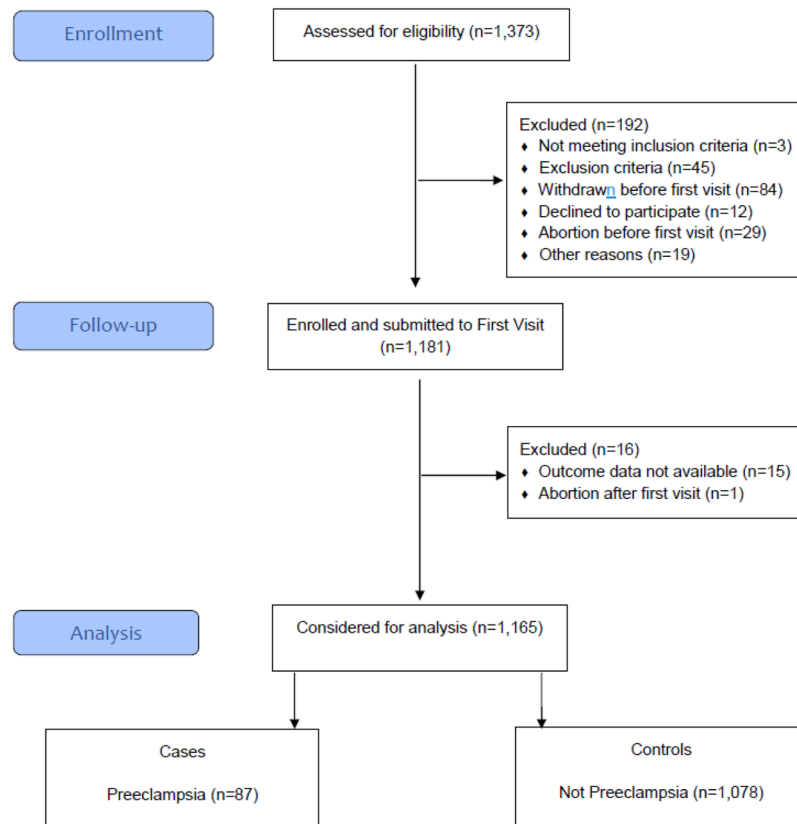 Enrollment
Assessed for eligibility (n=1,373)
Excluded (n=192)
♦ Not meeting inclusion criteria (n=3)
♦ Exclusion criteria (n=45)
♦ Withdrawn before first visit (n=84)
♦ Declined to participate (n=12)
♦ Abortion before first visit (n=29)
♦ Other reasons (n=19)
Follow-up
Enrolled and submitted to First Visit
(n=1,181)
Excluded (n=16)
♦ Outcome data not available (n=15)
♦ Abortion after first visit (n=1)
Analysis
Considered for analysis (n=1,165)
Cases
Preeclampsia (n=87)
Controls
Not Preeclampsia (n=1,078)